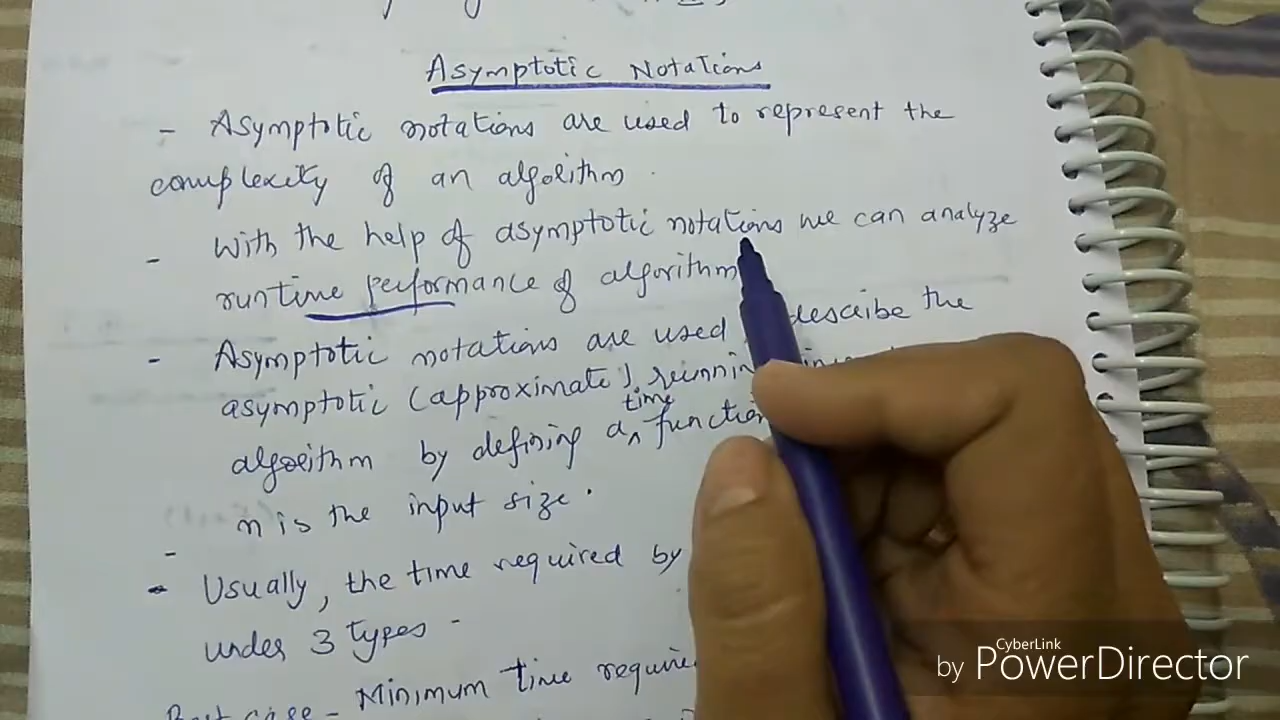 Asymptotic Notations
- Asymptotic notations are used to represent the
complexity of an algorithm.
- With the help of asymptotic notations we can analyze
runtime performance of algorithm
- Asymptotic notations are used describe the
asymptotic (approximate)
time
algorithm by defining a^ function
n is the input size.
-
- Usually, the time required by
under 3 types -
Best case - Minimum time
CyberLink
by PowerDirector